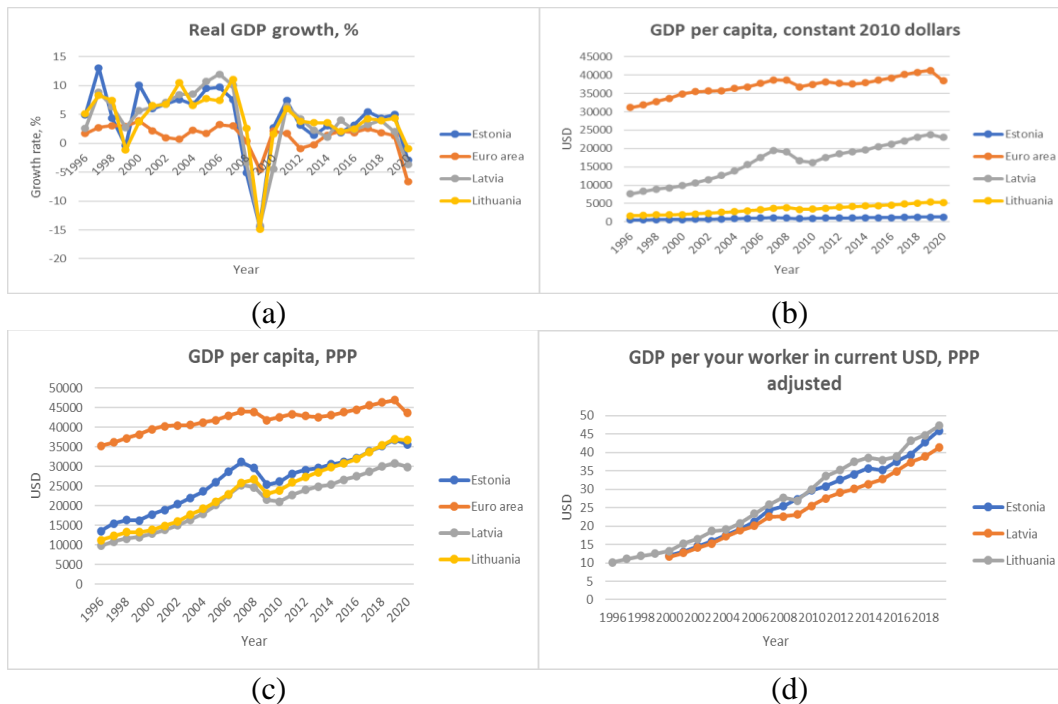 Real GDP growth, %
15
10
5
0
-5
-10
-15
-20
Growth rate, %
1996
1998
2000
2002
2004
2006
2008
2010
2012
2014
2016
2018
2020
Year
Estonia
Euro area
Latvia
Lithuania
(a)
GDP per capita, constant 2010 dollars
45000
40000
35000
30000
25000
20000
15000
10000
5000
0
USD
1996
1998
2000
2002
2004
2006
2008
2010
2012
2014
2016
2018
2020
Year
Estonia
Euro area
Latvia
Lithuania
(b)
GDP per capita, PPP
50000
45000
40000
35000
30000
25000
20000
15000
10000
5000
0
USD
1996
1998
2000
2002
2004
2006
2008
2010
2012
2014
2016
2018
2020
Year
Estonia
Euro area
Latvia
Lithuania
(c)
GDP per your worker in current USD, PPP
adjusted
50
45
40
35
30
25
20
15
10
5
0
USD
1996 1998 2000 2002 2004 2006 2008 2010 2012 2014 2016 2018
Year
Estonia
Latvia
Lithuania
(d)